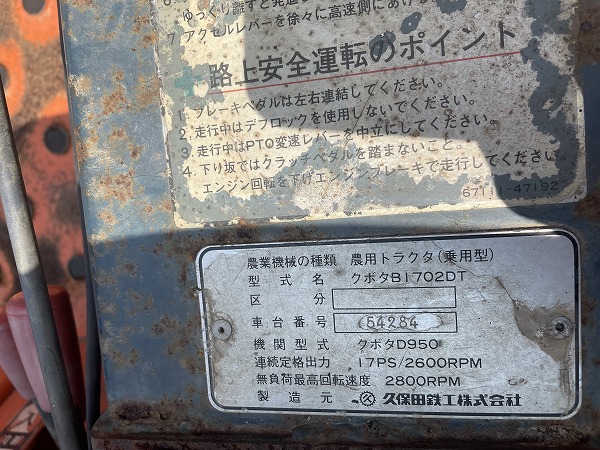 ゆっくり離すと発進
7. アクセルレバーを徐々に高速側にあげ
路上安全運転のポイント
1. ブレーキペダルは左右連結してください。
2. 走行中はデフロックを使用しないでください。
3. 走行中はPTO変速レバーを中立にしてください。
4. 下り坂ではクラッチペダルを踏まないこと。
エンジン回転を下げエンジンブレーキで走行してください。
67111-47192
農業機械の種類 農用トラクタ(乗用型)
型式名 クボタB1702DT
区分
車台番号 54284
機関型式 クボタD950
連続定格出力 17PS/2600RPM
無負荷最高回転速度 2800RPM
製造元 久保田鉄工株式会社